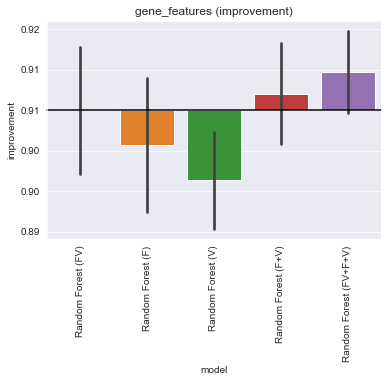 gene_features (improvement)
0.92
0.91
0.91
0.90
0.90
0.89
improvement
Random Forest (FV)
Random Forest (F)
Random Forest (V)
Random Forest (F+V)
Random Forest (FV+F+V)
model